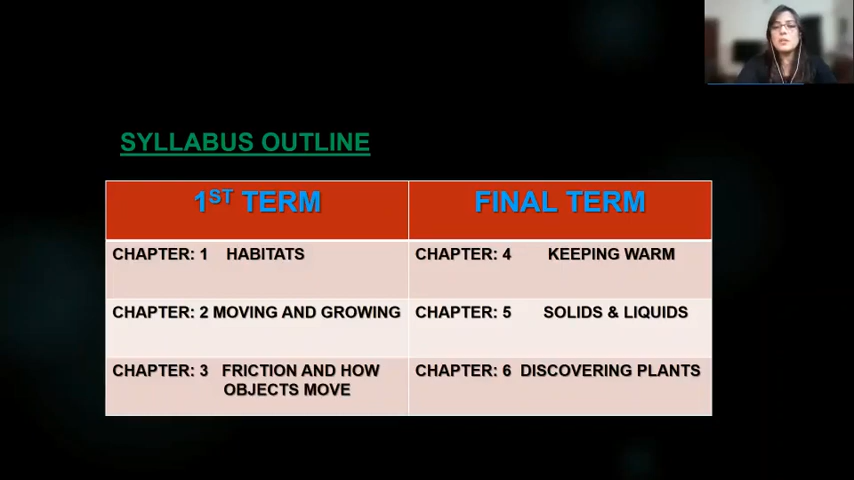 SYLLABUS OUTLINE
1ST TERM
FINAL TERM
CHAPTER: 1 HABITATS
CHAPTER: 4 KEEPING WARM
CHAPTER: 2 MOVING AND GROWING
CHAPTER: 5 SOLIDS & LIQUIDS
CHAPTER: 3 FRICTION AND HOW
OBJECTS MOVE
CHAPTER: 6 DISCOVERING PLANTS